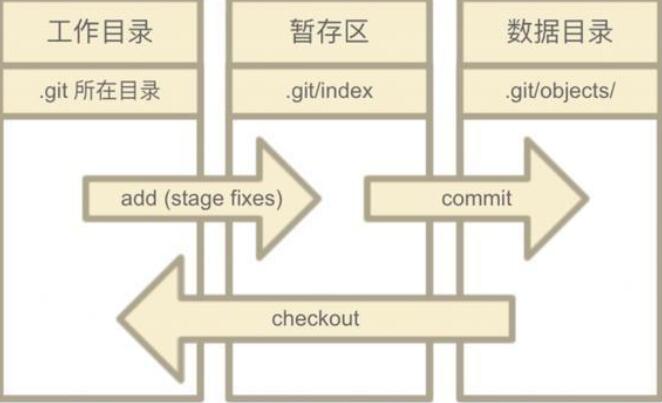 工作目录
暂存区
数据目录
.git 所在目录
.git/index
.git/objects/
add (stage fixes)
commit
checkout